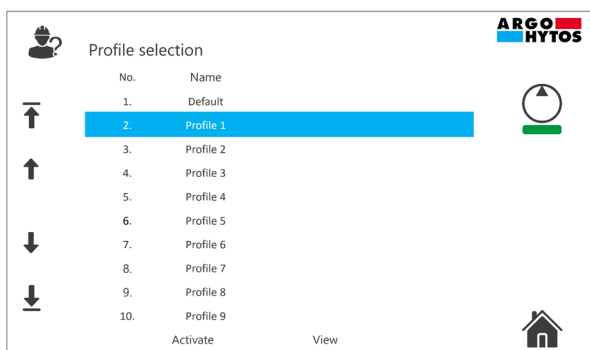 ARGO
HYTOS
?
Profile selection
No. Name
1. Default
2. Profile 1
3. Profile 2
4. Profile 3
5. Profile 4
6. Profile 5
7. Profile 6
8. Profile 7
9. Profile 8
10. Profile 9
Activate View